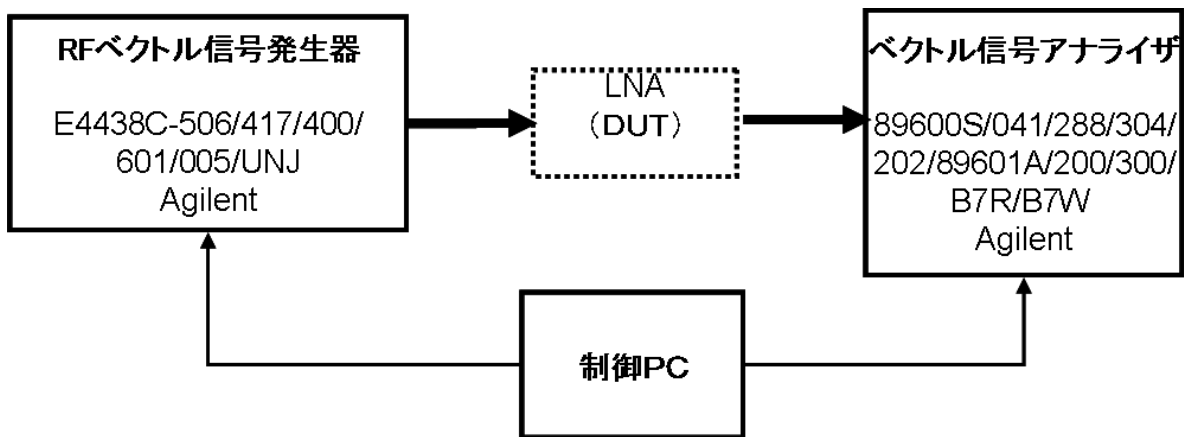 RFベクトル信号発生器
E4438C-506/417/400/
601/005/UNJ
Agilent
LNA
（DUT）
ベクトル信号アナライザ
89600S/041/288/304/
202/89601A/200/300/
B7R/B7W
Agilent
制御PC